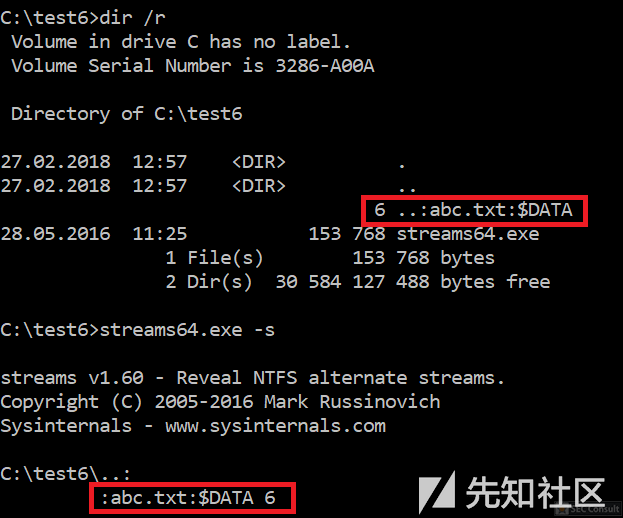 C:\test6>dir /r
Volume in drive C has no label.
Volume Serial Number is 3286-A00A
Directory of C:\test6
27.02.2018 12:57 <DIR> .
27.02.2018 12:57 <DIR> ..
6 ..:abc.txt:$DATA
28.05.2016 11:25 153 768 streams64.exe
1 File(s) 153 768 bytes
2 Dir(s) 30 584 127 488 bytes free
C:\test6>streams64.exe -s
streams v1.60 - Reveal NTFS alternate streams.
Copyright (C) 2005-2016 Mark Russinovich
Sysinternals - www.sysinternals.com
C:\test6\..:
:abc.txt:$DATA 6
先知社区
SEC Consult